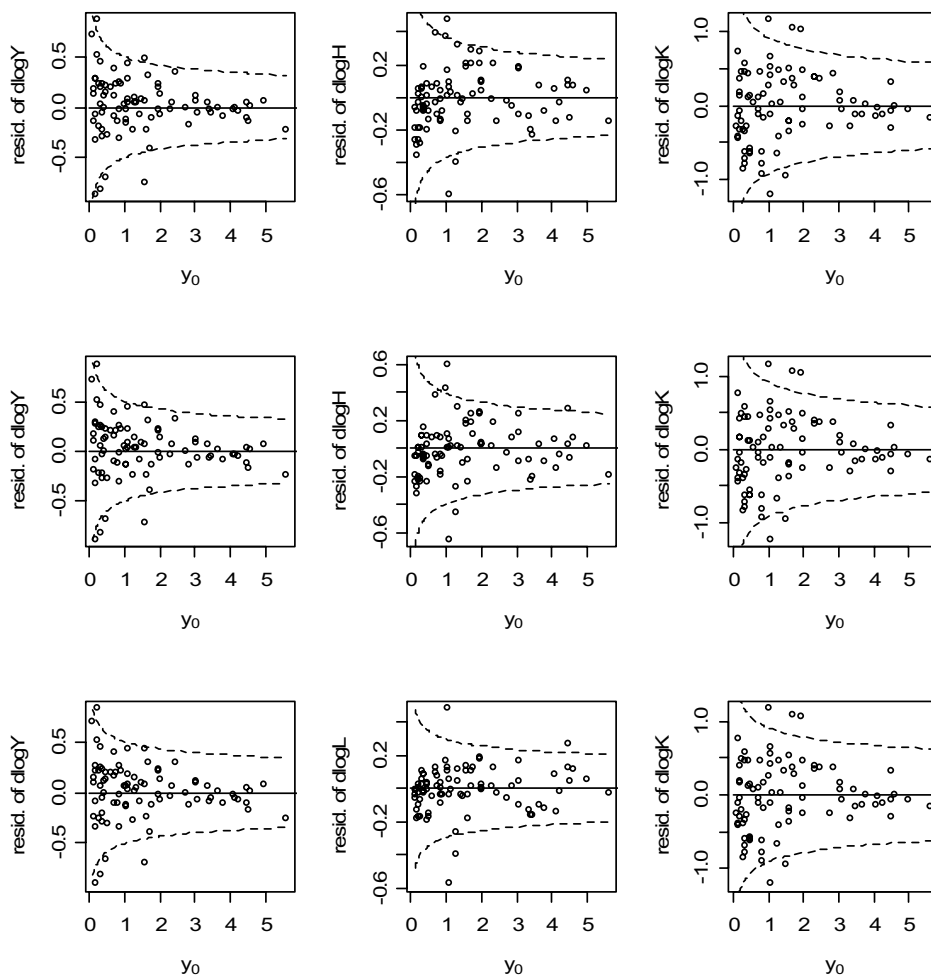 resid. of dlogY
0.5
0.0
-0.5
0 1 2 3 4 5
y0
resid. of dlogH
0.2
-0.2
-0.6
0 1 2 3 4 5
y0
resid. of dlogK
1.0
0.0
-1.0
0 1 2 3 4 5
y0
resid. of dlogY
0.5
0.0
-0.5
0 1 2 3 4 5
y0
resid. of dlogH
0.6
0.2
-0.2
-0.6
0 1 2 3 4 5
y0
resid. of dlogK
1.0
0.0
-1.0
0 1 2 3 4 5
y0
resid. of dlogY
0.5
0.0
-0.5
0 1 2 3 4 5
y0
resid. of dlogL
0.2
-0.2
-0.6
0 1 2 3 4 5
y0
resid. of dlogK
1.0
0.0
-1.0
0 1 2 3 4 5
y0